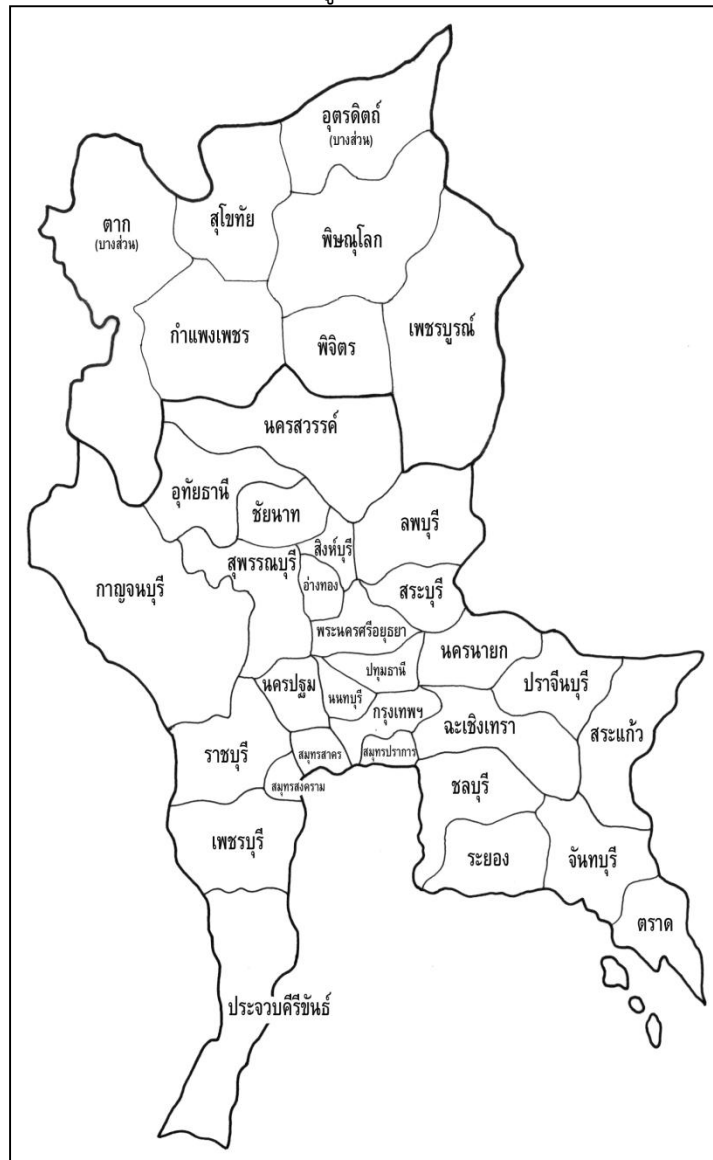 อุตรดิตถ์
(บางส่วน)
ตาก
(บางส่วน)
สุโขทัย
พิษณุโลก
กำแพงเพชร
พิจิตร
เพชรบูรณ์
นครสวรรค์
อุทัยธานี
ชัยนาท
ลพบุรี
สิงห์บุรี
สุพรรณบุรี
กาญจนบุรี
อ่างทอง
สระบุรี
พระนครศรีอยุธยา
นครนายก
ปทุมธานี
ปราจีนบุรี
นครปฐม
นนทบุรี
กรุงเทพฯ
ฉะเชิงเทรา
สระแก้ว
ราชบุรี
สมุทรสาคร
สมุทรปราการ
สมุทรสงคราม
ชลบุรี
เพชรบุรี
ระยอง
จันทบุรี
ตราด
ประจวบคีรีขันธ์